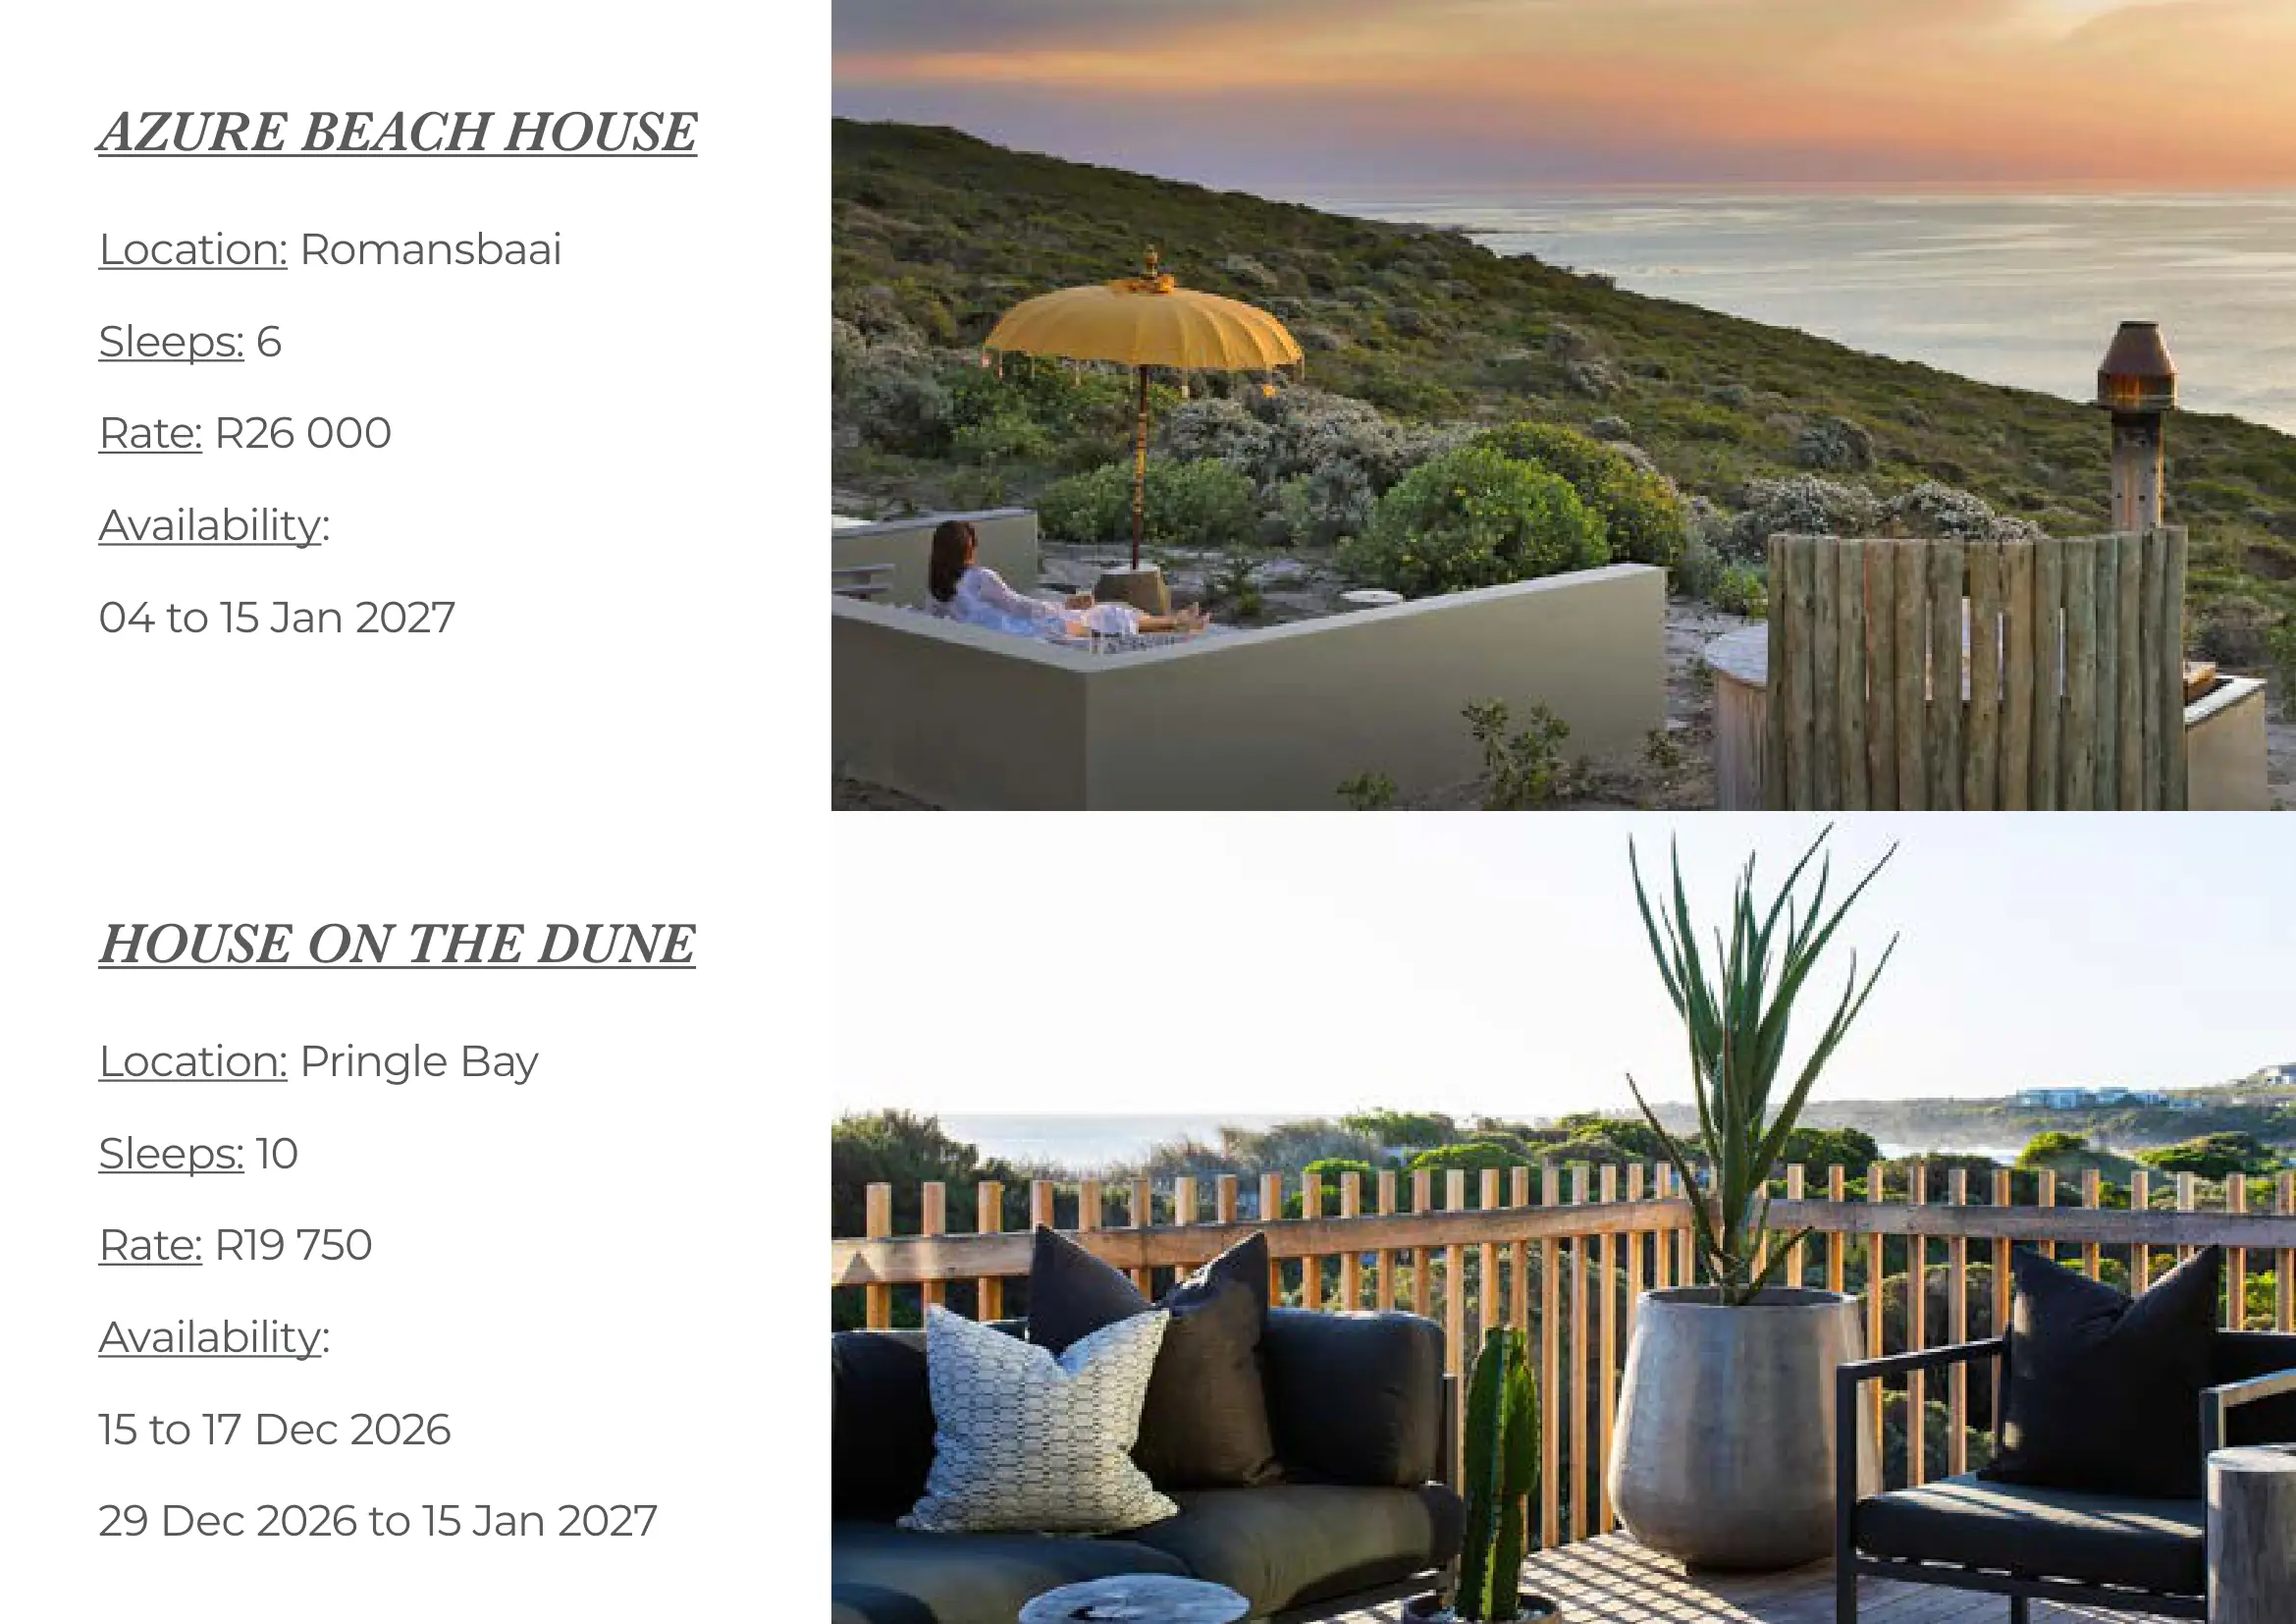 AZURE BEACH HOUSE
Location: Romansbaai
Sleeps: 6
Rate: R26 000
Availability:
04 to 15 Jan 2027
HOUSE ON THE DUNE
Location: Pringle Bay
Sleeps: 10
Rate: R19 750
Availability:
15 to 17 Dec 2026
29 Dec 2026 to 15 Jan 2027